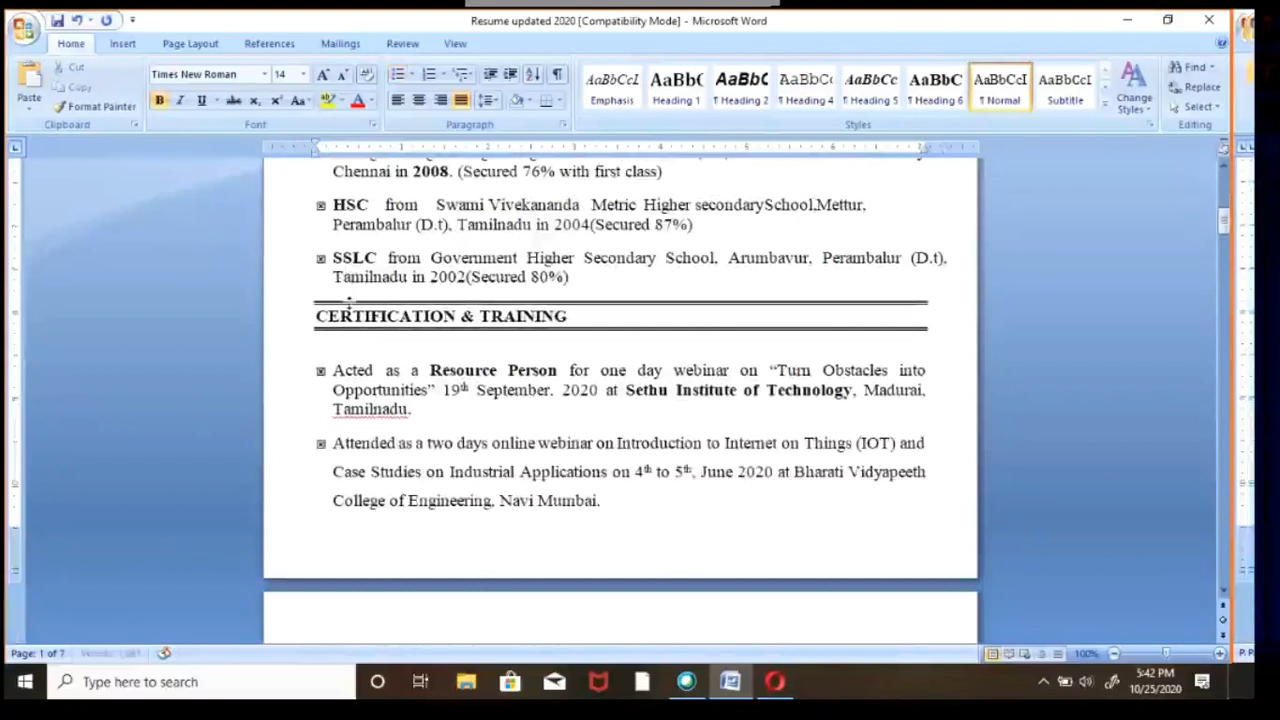 Resume updated 2020 [Compatibility Mode] - Microsoft Word
Home Insert Page Layout References Mailings Review View
Paste
Cut
Copy
Format Painter
Clipboard
Times New Roman 14
Font
Paragraph
AaBbCcI AaBb( AaBbC AaBbCc AaBbCc AaBbC AaBbCcI AaBbCcI
Emphasis Heading 1 ¶ Heading 2 ¶ Heading 4 ¶ Heading 5 ¶ Heading 6 ¶ Normal Subtitle
Change Styles
Styles
Find
Replace
Select
Editing
Chennai in 2008. (Secured 76% with first class)
HSC from Swami Vivekananda Metric Higher secondarySchool,Mettur,
Perambalur (D.t), Tamilnadu in 2004(Secured 87%)
SSLC from Government Higher Secondary School, Arumbavur, Perambalur (D.t),
Tamilnadu in 2002(Secured 80%)
CERTIFICATION & TRAINING
Acted as a Resource Person for one day webinar on “Turn Obstacles into
Opportunities” 19th September. 2020 at Sethu Institute of Technology, Madurai,
Tamilnadu.
Attended as a two days online webinar on Introduction to Internet on Things (IOT) and
Case Studies on Industrial Applications on 4th to 5th, June 2020 at Bharati Vidyapeeth
College of Engineering, Navi Mumbai.
Page: 1 of 7
100%
Type here to search
5:42 PM
10/25/2020